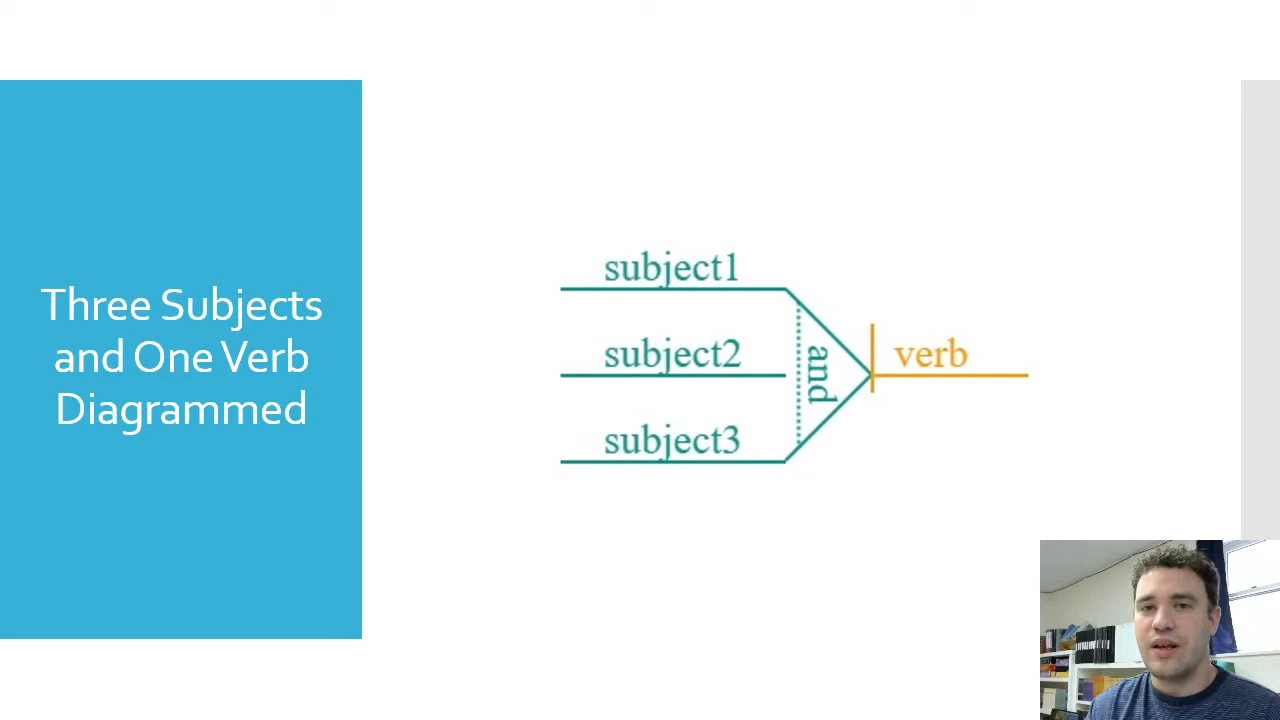 Three Subjects
and One Verb
Diagrammed
subject1
subject2
and
verb
subject3